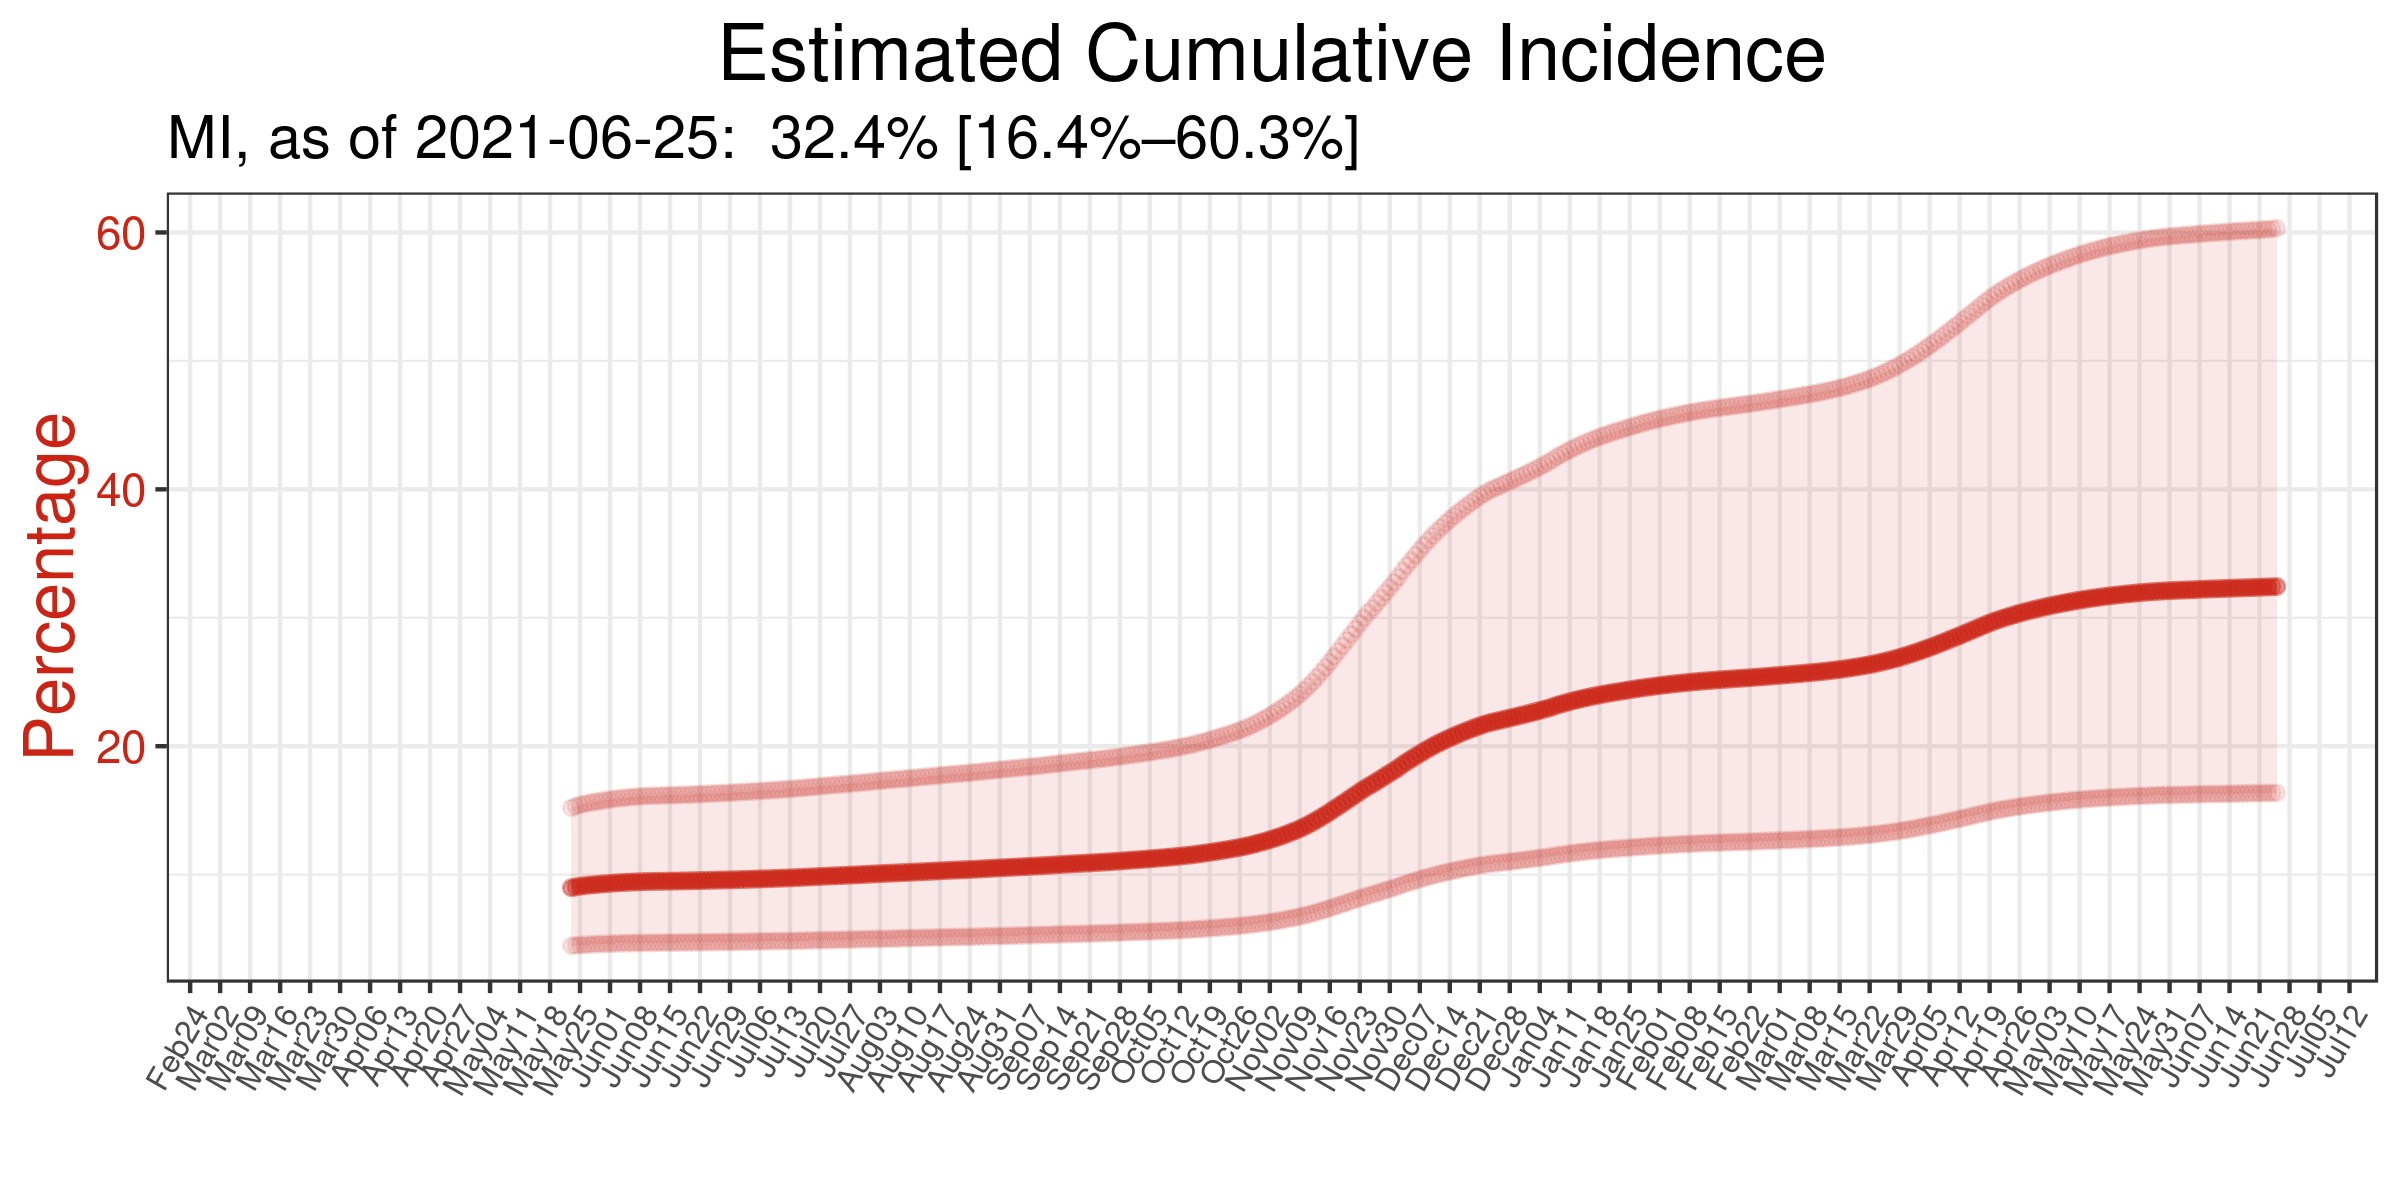 Estimated Cumulative Incidence
MI, as of 2021-06-25:  32.4% [16.4%–60.3%]
Percentage
60
40
20
Feb24
Mar02
Mar09
Mar16
Mar23
Mar30
Apr06
Apr13
Apr20
Apr27
May04
May11
May18
May25
Jun01
Jun08
Jun15
Jun22
Jun29
Jul06
Jul13
Jul20
Jul27
Aug03
Aug10
Aug17
Aug24
Aug31
Sep07
Sep14
Sep21
Sep28
Oct05
Oct12
Oct19
Oct26
Nov02
Nov09
Nov16
Nov23
Nov30
Dec07
Dec14
Dec21
Dec28
Jan04
Jan11
Jan18
Jan25
Feb01
Feb08
Feb15
Feb22
Mar01
Mar08
Mar15
Mar22
Mar29
Apr05
Apr12
Apr19
Apr26
May03
May10
May17
May24
May31
Jun07
Jun14
Jun21
Jun28
Jul05
Jul12